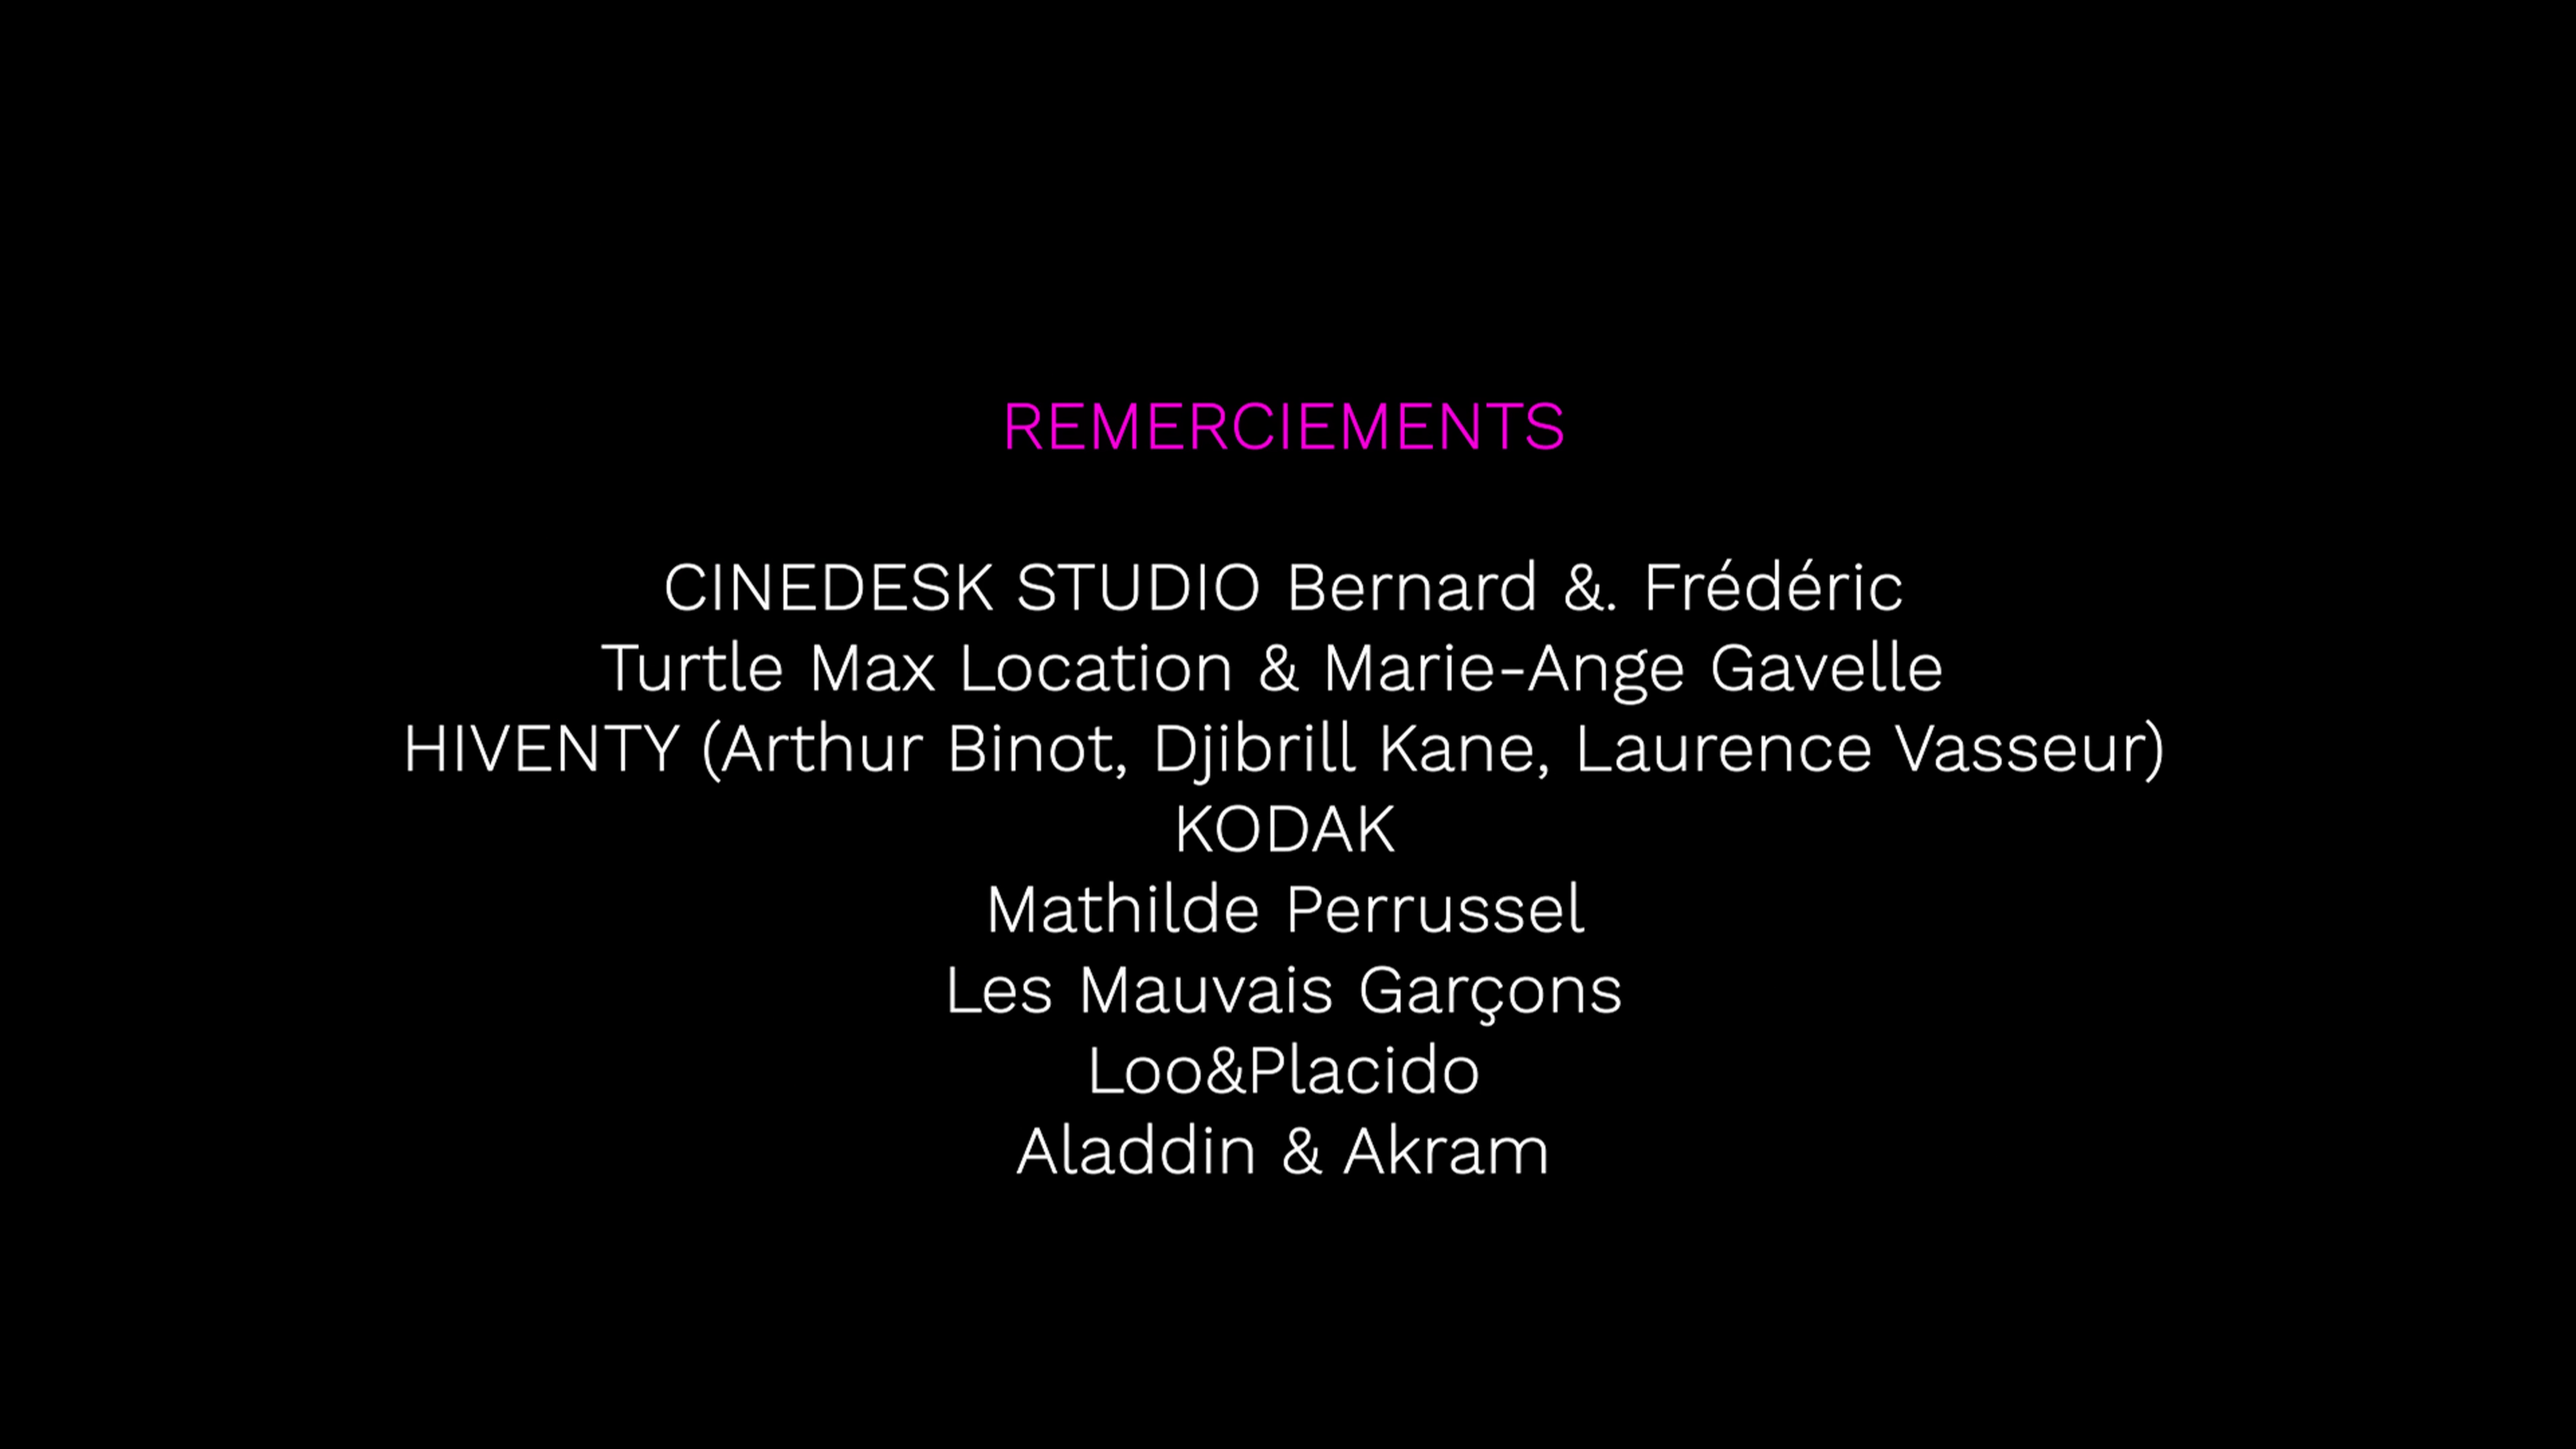 REMERCIEMENTS
CINEDESK STUDIO Bernard &. Frédéric
Turtle Max Location & Marie-Ange Gavelle
HIVENTY (Arthur Binot, Djibrill Kane, Laurence Vasseur)
KODAK
Mathilde Perrussel
Les Mauvais Garçons
Loo&Placido
Aladdin & Akram